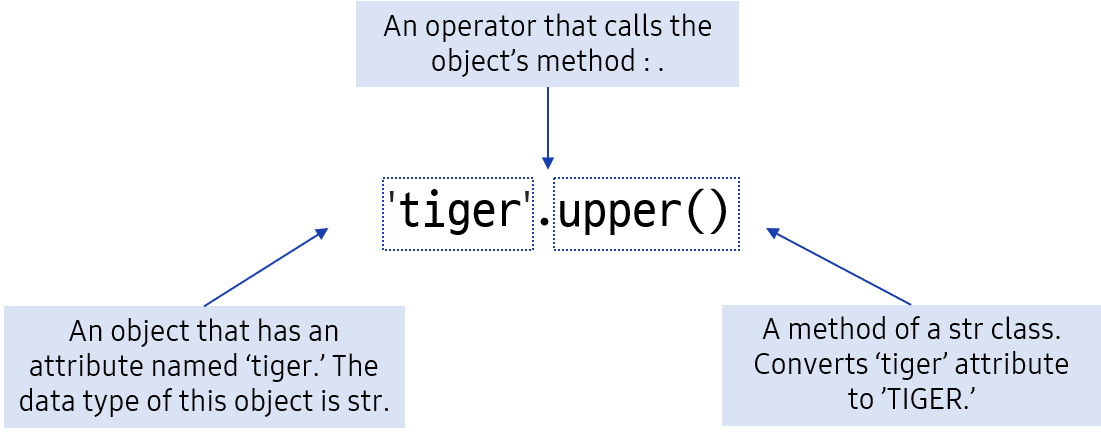 An operator that calls the
object’s method : .
'tiger'.upper()
An object that has an
attribute named ‘tiger.’ The
data type of this object is str.
A method of a str class.
Converts ‘tiger’ attribute
to ’TIGER.’